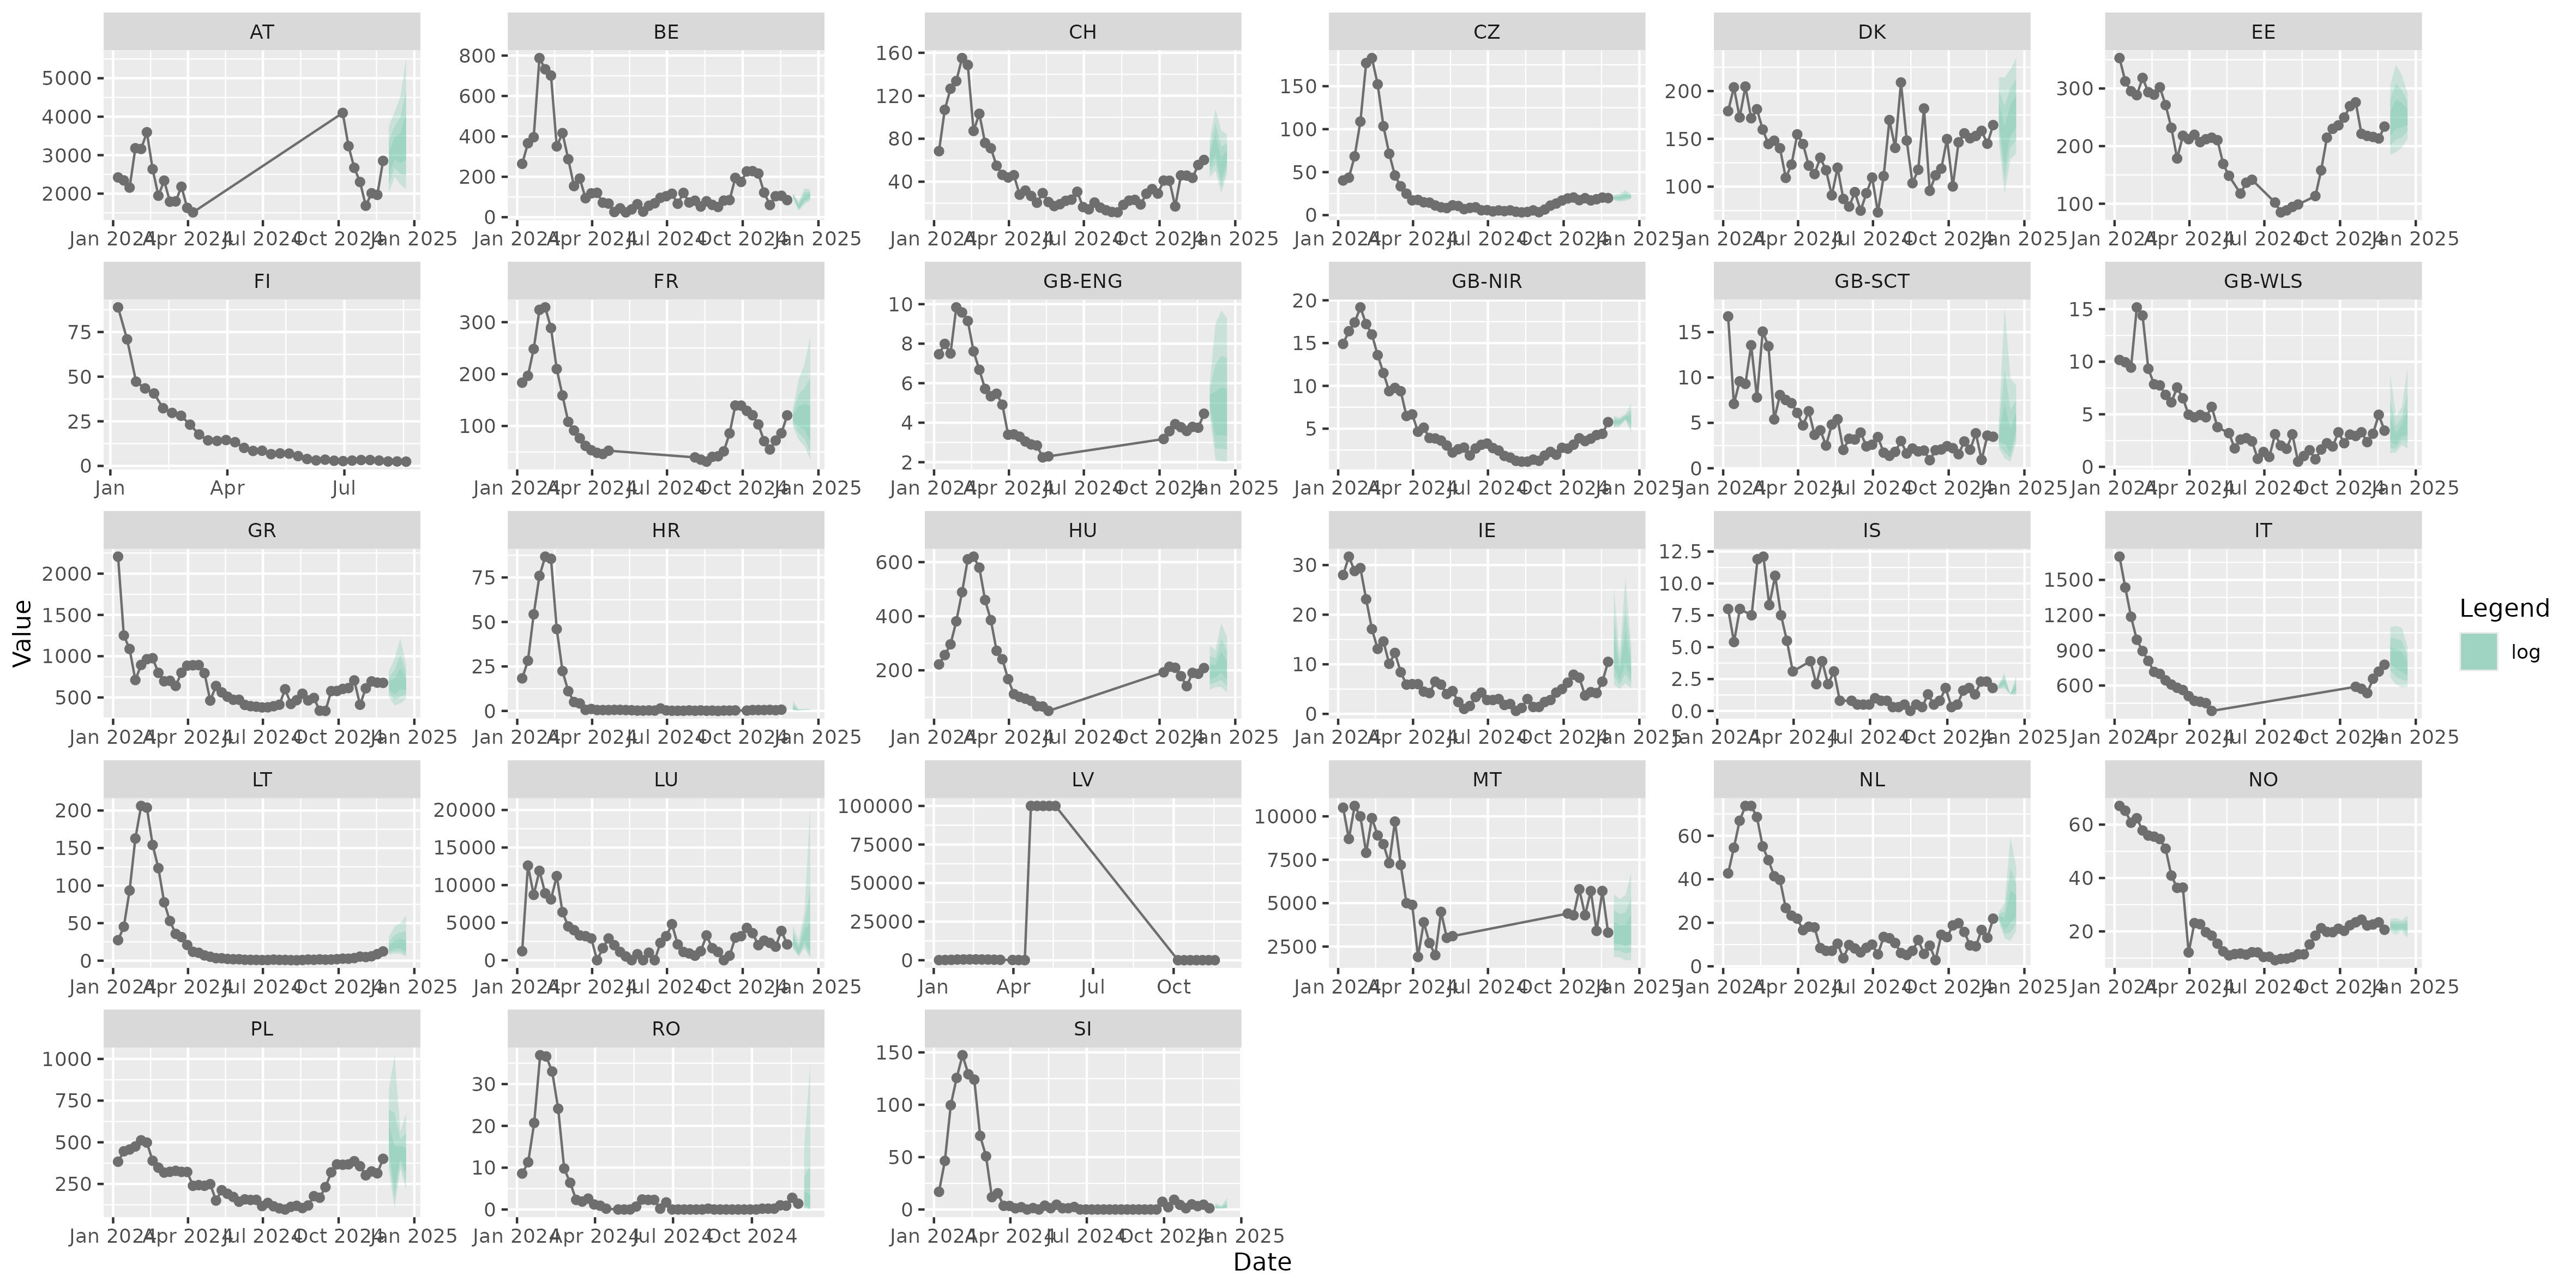 AT BE CH CZ DK EE
5000 4000 3000 2000
800 600 400 200 0
160 120 80 40
150 100 50 0
200 150 100
300 200 100
Jan 2024 Apr 2024 Jul 2024 Oct 2024 Jan 2025 Jan 2024 Apr 2024 Jul 2024 Oct 2024 Jan 2025 Jan 2024 Apr 2024 Jul 2024 Oct 2024 Jan 2025 Jan 2024 Apr 2024 Jul 2024 Oct 2024 Jan 2025 Jan 2024 Apr 2024 Jul 2024 Oct 2024 Jan 2025 Jan 2024 Apr 2024 Jul 2024 Oct 2024 Jan 2025
FI FR GB-ENG GB-NIR GB-SCT GB-WLS
75 50 25 0
300 200 100
10 8 6 4 2
20 15 10 5
15 10 5 0
15 10 5 0
Jan Apr Jul Jan 2024 Apr 2024 Jul 2024 Oct 2024 Jan 2025 Jan 2024 Apr 2024 Jul 2024 Oct 2024 Jan 2025 Jan 2024 Apr 2024 Jul 2024 Oct 2024 Jan 2025 Jan 2024 Apr 2024 Jul 2024 Oct 2024 Jan 2025 Jan 2024 Apr 2024 Jul 2024 Oct 2024 Jan 2025
GR HR HU IE IS IT
2000 1500 1000 500
75 50 25 0
600 400 200
30 20 10 0
12.5 10.0 7.5 5.0 2.5 0.0
1500 1200 900 600
Jan 2024 Apr 2024 Jul 2024 Oct 2024 Jan 2025 Jan 2024 Apr 2024 Jul 2024 Oct 2024 Jan 2025 Jan 2024 Apr 2024 Jul 2024 Oct 2024 Jan 2025 Jan 2024 Apr 2024 Jul 2024 Oct 2024 Jan 2025 Jan 2024 Apr 2024 Jul 2024 Oct 2024 Jan 2025 Jan 2024 Apr 2024 Jul 2024 Oct 2024 Jan 2025
LT LU LV MT NL NO
200 150 100 50 0
20000 15000 10000 5000 0
100000 75000 50000 25000 0
10000 7500 5000 2500
60 40 20 0
60 40 20
Jan 2024 Apr 2024 Jul 2024 Oct 2024 Jan 2025 Jan 2024 Apr 2024 Jul 2024 Oct 2024 Jan 2025 Jan Apr Jul Oct Jan 2024 Apr 2024 Jul 2024 Oct 2024 Jan 2025 Jan 2024 Apr 2024 Jul 2024 Oct 2024 Jan 2025 Jan 2024 Apr 2024 Jul 2024 Oct 2024 Jan 2025
PL RO SI
1000 750 500 250
30 20 10 0
150 100 50 0
Jan 2024 Apr 2024 Jul 2024 Oct 2024 Jan 2025 Jan 2024 Apr 2024 Jul 2024 Oct 2024 Jan 2024 Apr 2024 Jul 2024 Oct 2024 Jan 2025
Value
Date
Legend
log